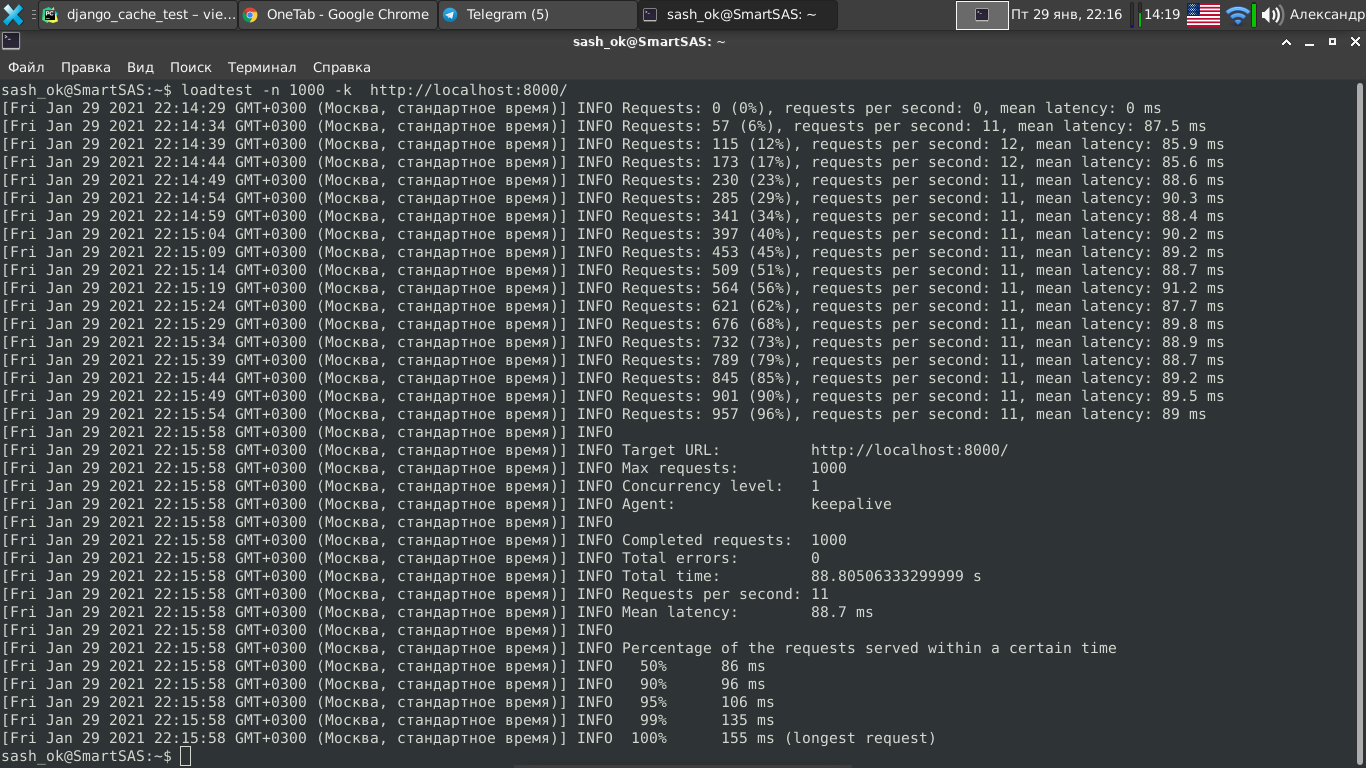 django_cache_test – vie... OneTab - Google Chrome Telegram (5) sash_ok@SmartSAS: ~ Пт 29 янв, 22:16 14:19 Александр
sash_ok@SmartSAS: ~
Файл Правка Вид Поиск Терминал Справка
sash_ok@SmartSAS:~$ loadtest -n 1000 -k  http://localhost:8000/
[Fri Jan 29 2021 22:14:29 GMT+0300 (Москва, стандартное время)] INFO Requests: 0 (0%), requests per second: 0, mean latency: 0 ms
[Fri Jan 29 2021 22:14:34 GMT+0300 (Москва, стандартное время)] INFO Requests: 57 (6%), requests per second: 11, mean latency: 87.5 ms
[Fri Jan 29 2021 22:14:39 GMT+0300 (Москва, стандартное время)] INFO Requests: 115 (12%), requests per second: 12, mean latency: 85.9 ms
[Fri Jan 29 2021 22:14:44 GMT+0300 (Москва, стандартное время)] INFO Requests: 173 (17%), requests per second: 12, mean latency: 85.6 ms
[Fri Jan 29 2021 22:14:49 GMT+0300 (Москва, стандартное время)] INFO Requests: 230 (23%), requests per second: 11, mean latency: 88.6 ms
[Fri Jan 29 2021 22:14:54 GMT+0300 (Москва, стандартное время)] INFO Requests: 285 (29%), requests per second: 11, mean latency: 90.3 ms
[Fri Jan 29 2021 22:14:59 GMT+0300 (Москва, стандартное время)] INFO Requests: 341 (34%), requests per second: 11, mean latency: 88.4 ms
[Fri Jan 29 2021 22:15:04 GMT+0300 (Москва, стандартное время)] INFO Requests: 397 (40%), requests per second: 11, mean latency: 90.2 ms
[Fri Jan 29 2021 22:15:09 GMT+0300 (Москва, стандартное время)] INFO Requests: 453 (45%), requests per second: 11, mean latency: 89.2 ms
[Fri Jan 29 2021 22:15:14 GMT+0300 (Москва, стандартное время)] INFO Requests: 509 (51%), requests per second: 11, mean latency: 88.7 ms
[Fri Jan 29 2021 22:15:19 GMT+0300 (Москва, стандартное время)] INFO Requests: 564 (56%), requests per second: 11, mean latency: 91.2 ms
[Fri Jan 29 2021 22:15:24 GMT+0300 (Москва, стандартное время)] INFO Requests: 621 (62%), requests per second: 11, mean latency: 87.7 ms
[Fri Jan 29 2021 22:15:29 GMT+0300 (Москва, стандартное время)] INFO Requests: 676 (68%), requests per second: 11, mean latency: 89.8 ms
[Fri Jan 29 2021 22:15:34 GMT+0300 (Москва, стандартное время)] INFO Requests: 732 (73%), requests per second: 11, mean latency: 88.9 ms
[Fri Jan 29 2021 22:15:39 GMT+0300 (Москва, стандартное время)] INFO Requests: 789 (79%), requests per second: 11, mean latency: 88.7 ms
[Fri Jan 29 2021 22:15:44 GMT+0300 (Москва, стандартное время)] INFO Requests: 845 (85%), requests per second: 11, mean latency: 89.2 ms
[Fri Jan 29 2021 22:15:49 GMT+0300 (Москва, стандартное время)] INFO Requests: 901 (90%), requests per second: 11, mean latency: 89.5 ms
[Fri Jan 29 2021 22:15:54 GMT+0300 (Москва, стандартное время)] INFO Requests: 957 (96%), requests per second: 11, mean latency: 89 ms
[Fri Jan 29 2021 22:15:58 GMT+0300 (Москва, стандартное время)] INFO
[Fri Jan 29 2021 22:15:58 GMT+0300 (Москва, стандартное время)] INFO Target URL:          http://localhost:8000/
[Fri Jan 29 2021 22:15:58 GMT+0300 (Москва, стандартное время)] INFO Max requests:        1000
[Fri Jan 29 2021 22:15:58 GMT+0300 (Москва, стандартное время)] INFO Concurrency level:   1
[Fri Jan 29 2021 22:15:58 GMT+0300 (Москва, стандартное время)] INFO Agent:               keepalive
[Fri Jan 29 2021 22:15:58 GMT+0300 (Москва, стандартное время)] INFO
[Fri Jan 29 2021 22:15:58 GMT+0300 (Москва, стандартное время)] INFO Completed requests:  1000
[Fri Jan 29 2021 22:15:58 GMT+0300 (Москва, стандартное время)] INFO Total errors:        0
[Fri Jan 29 2021 22:15:58 GMT+0300 (Москва, стандартное время)] INFO Total time:          88.80506333299999 s
[Fri Jan 29 2021 22:15:58 GMT+0300 (Москва, стандартное время)] INFO Requests per second: 11
[Fri Jan 29 2021 22:15:58 GMT+0300 (Москва, стандартное время)] INFO Mean latency:        88.7 ms
[Fri Jan 29 2021 22:15:58 GMT+0300 (Москва, стандартное время)] INFO
[Fri Jan 29 2021 22:15:58 GMT+0300 (Москва, стандартное время)] INFO Percentage of the requests served within a certain time
[Fri Jan 29 2021 22:15:58 GMT+0300 (Москва, стандартное время)] INFO   50%      86 ms
[Fri Jan 29 2021 22:15:58 GMT+0300 (Москва, стандартное время)] INFO   90%      96 ms
[Fri Jan 29 2021 22:15:58 GMT+0300 (Москва, стандартное время)] INFO   95%      106 ms
[Fri Jan 29 2021 22:15:58 GMT+0300 (Москва, стандартное время)] INFO   99%      135 ms
[Fri Jan 29 2021 22:15:58 GMT+0300 (Москва, стандартное время)] INFO  100%      155 ms (longest request)
sash_ok@SmartSAS:~$